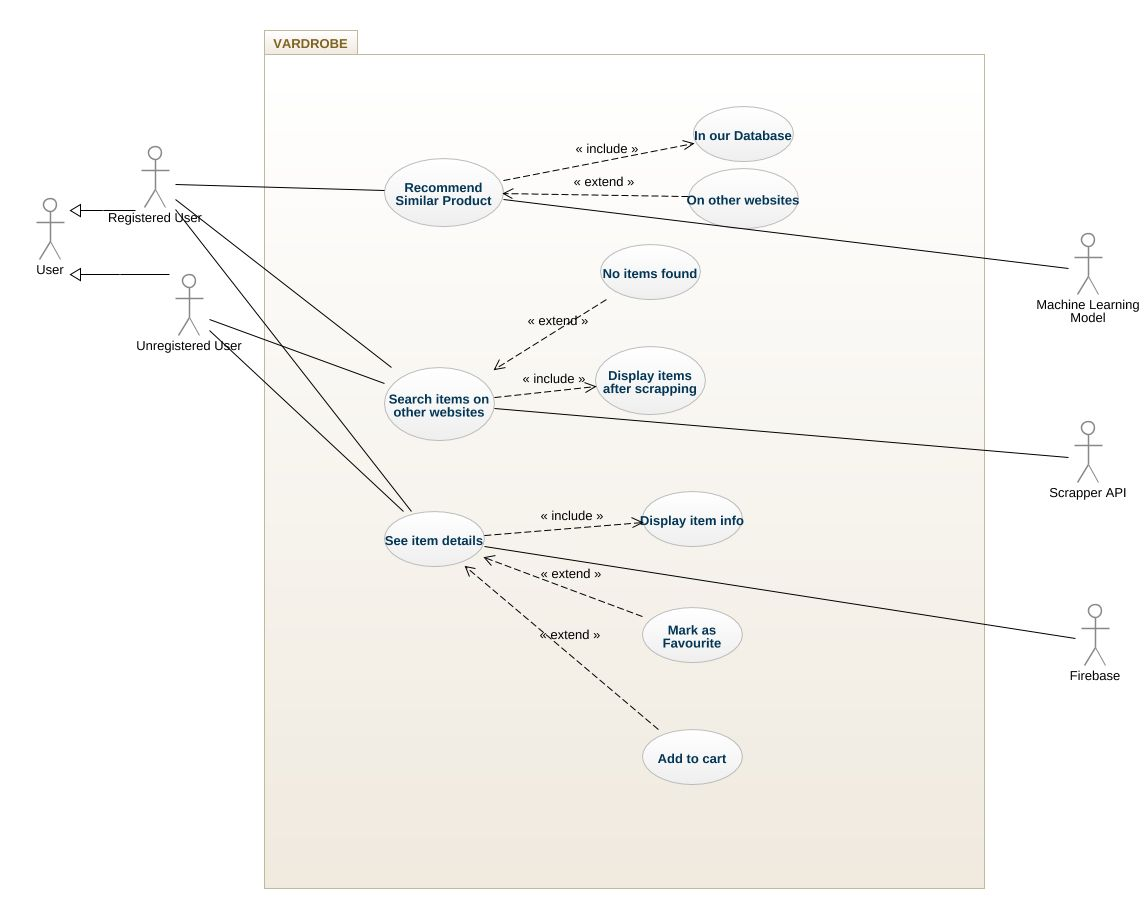 VARDROBE
In our Database
« include »
« extend »
Recommend
Similar Product
On other websites
Registered User
User
No items found
Machine Learning
Model
« extend »
Unregistered User
« include »
Display items
after scrapping
Search items on
other websites
Scrapper API
« include »
Display item info
See item details
« extend »
Mark as
Favourite
« extend »
Firebase
Add to cart